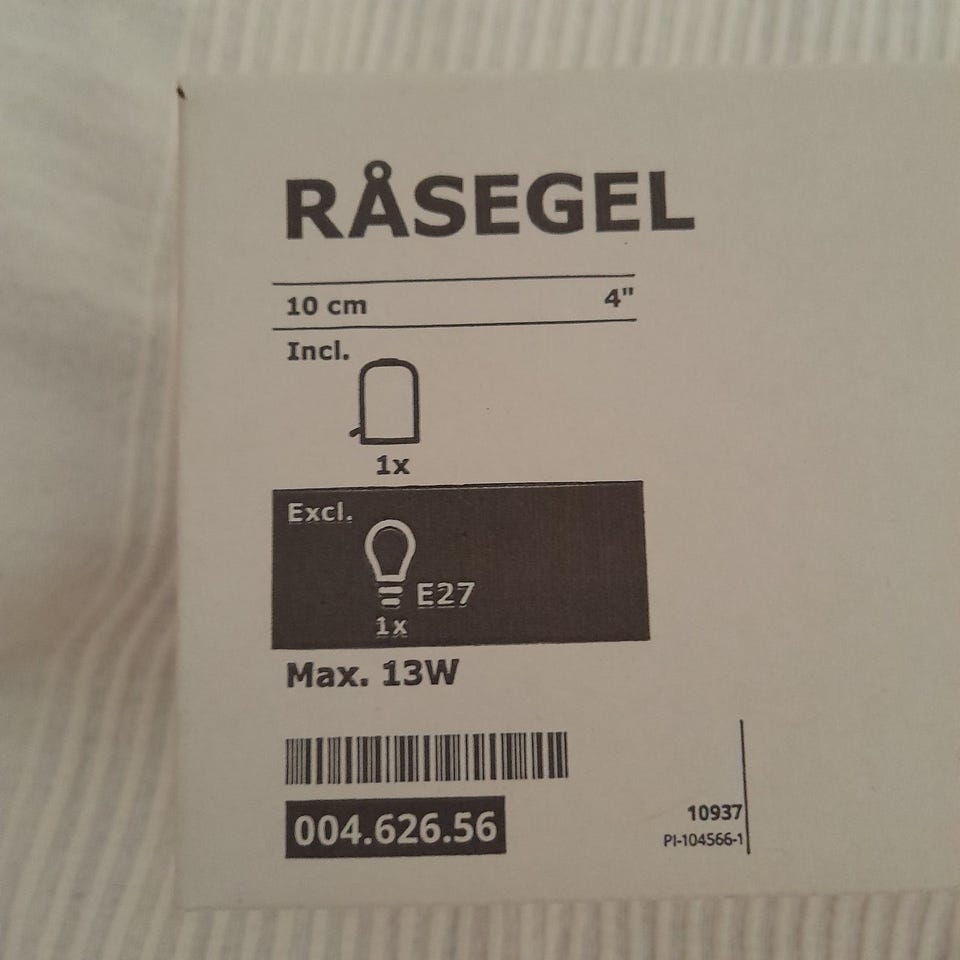 RÅSEGEL
10 cm 4"
Incl.
1x
Excl.
E27
1x
Max. 13W
004.626.56
10937
PI-104566-1